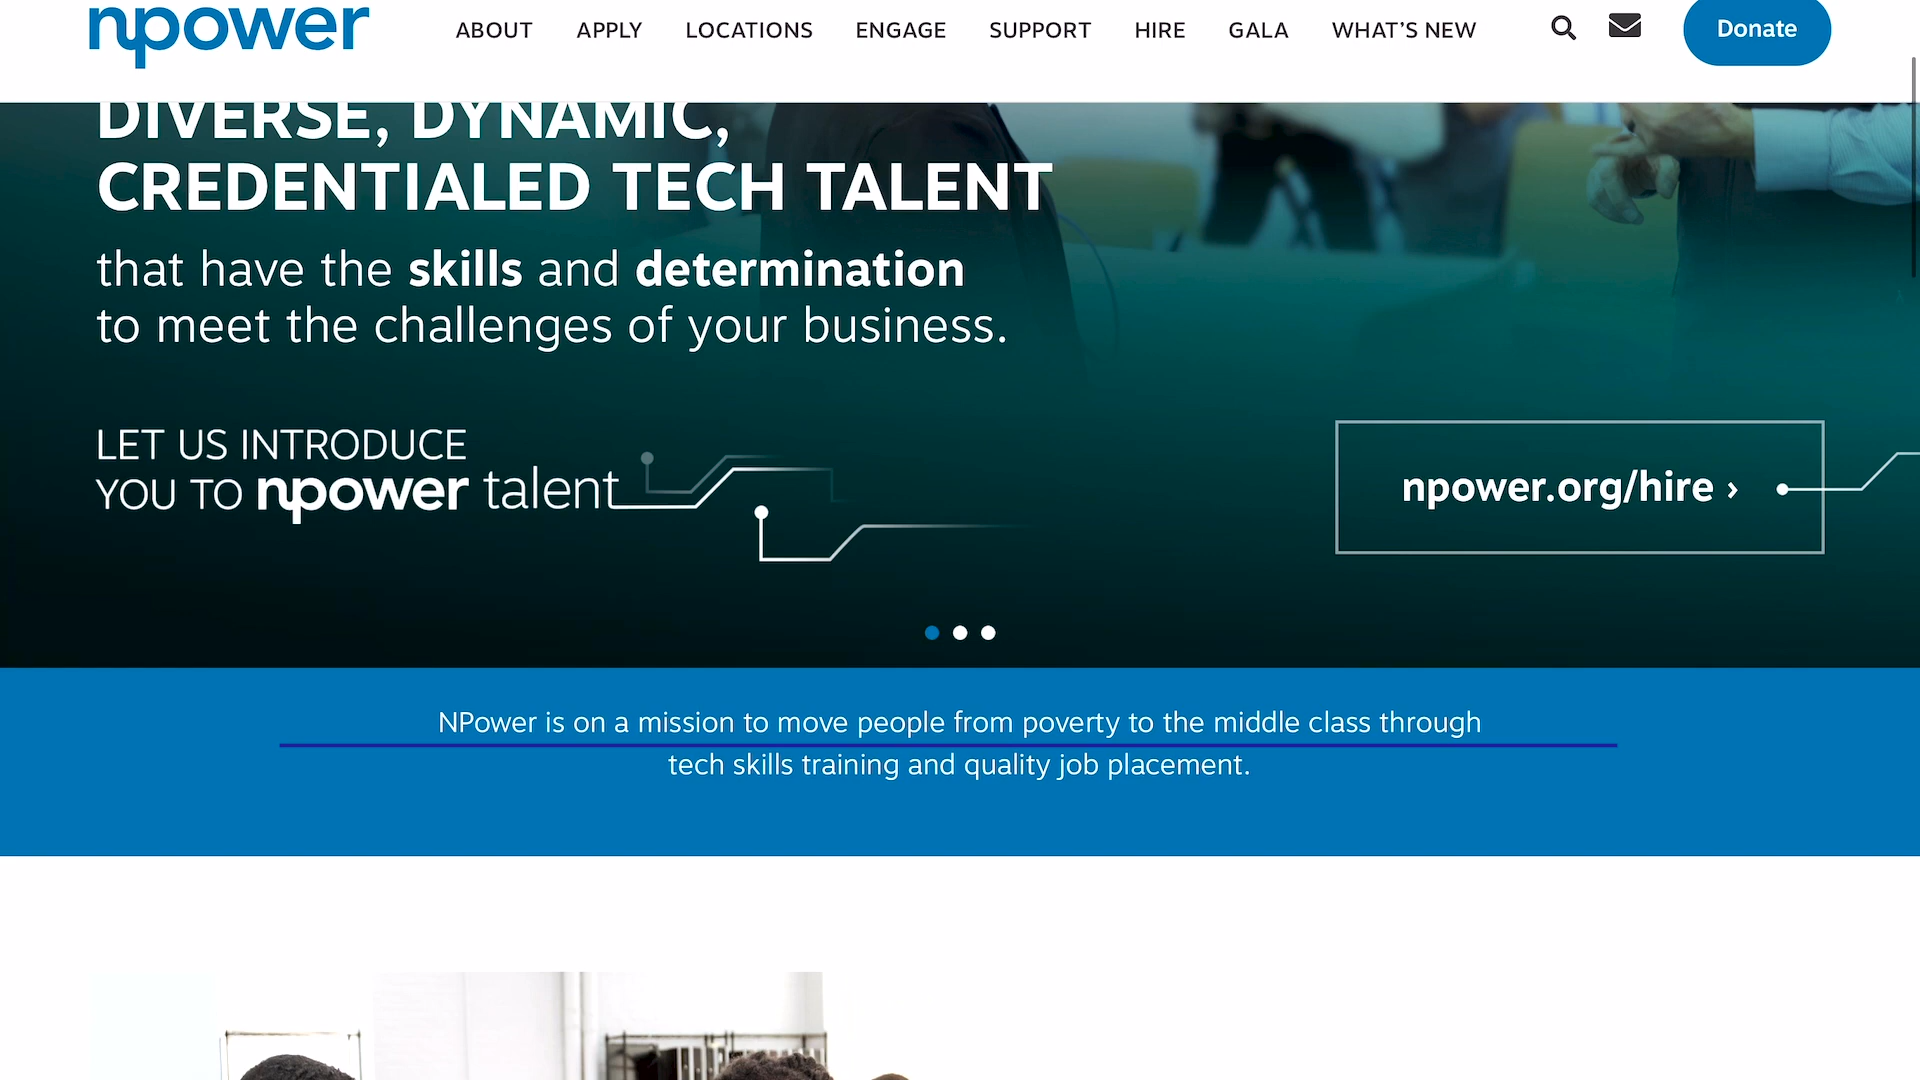 npower
ABOUT APPLY LOCATIONS ENGAGE SUPPORT HIRE GALA WHAT'S NEW Donate
DIVERSE, DYNAMIC,
CREDENTIALED TECH TALENT
that have the skills and determination
to meet the challenges of your business.
LET US INTRODUCE
YOU TO npower talent
npower.org/hire ›
NPower is on a mission to move people from poverty to the middle class through
tech skills training and quality job placement.